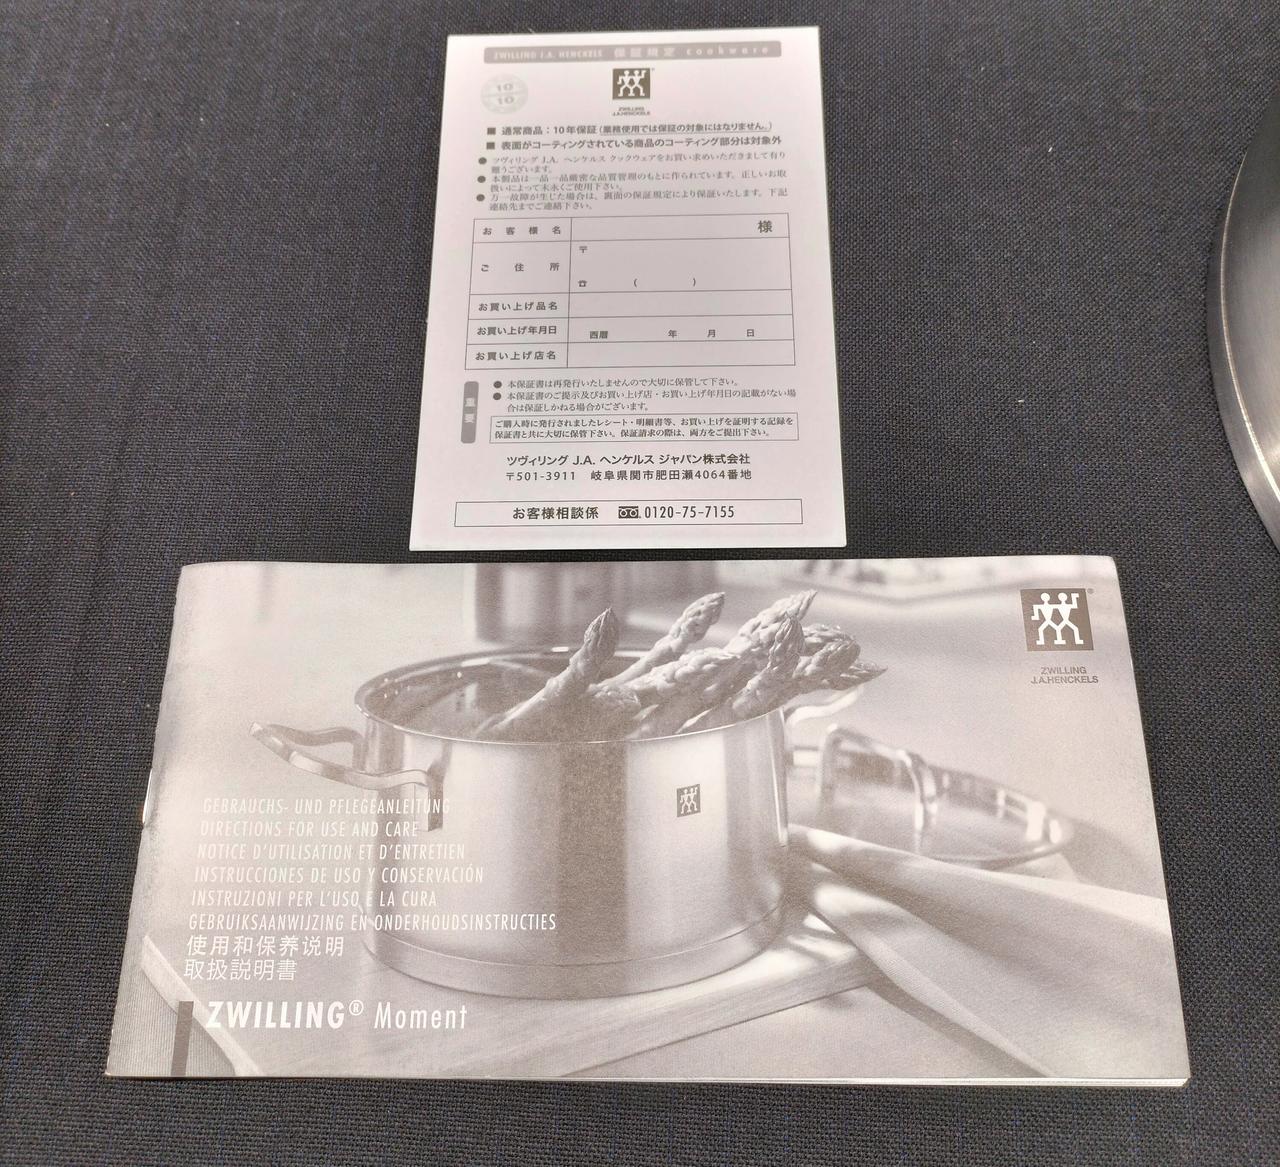 ZWILLING J.A. HENCKELS 保証規定 cookware
10
10
ZWILLING
J.A.HENCKELS
■ 通常商品：10年保証（業務使用では保証の対象にはなりません。）
■ 表面がコーティングされている商品のコーティング部分は対象外
● ツヴィリング J.A. ヘンケルス クックウェアをお買い求めいただきまして有り
難うございます。
● 本製品は一品一品厳密な品質管理のもとに作られています。正しいお取
扱いによって末永くご使用下さい。
● 万一故障が生じた場合は、裏面の保証規定により保証いたします。下記
連絡先までご連絡下さい。
お客様名 様
ご住所 〒
☎ ( )
お買い上げ品名
お買い上げ年月日 西暦 年 月 日
お買い上げ店名
重要
● 本保証書は再発行いたしませんので大切に保管して下さい。
● 本保証書のご提示及びお買い上げ店・お買い上げ年月日の記載がない場
合は保証しかねる場合がございます。
ご購入時に発行されましたレシート・明細書等、お買い上げを証明する記録を
保証書と共に大切に保管下さい。保証請求の際は、両方をご提出下さい。
ツヴィリング J.A. ヘンケルス ジャパン株式会社
〒501-3911 岐阜県関市肥田瀬4064番地
お客様相談係 0120-75-7155
ZWILLING
J.A.HENCKELS
GEBRAUCHS- UND PFLEGEANLEITUNG
DIRECTIONS FOR USE AND CARE
NOTICE D'UTILISATION ET D'ENTRETIEN
INSTRUCCIONES DE USO Y CONSERVACIÓN
INSTRUZIONI PER L'USO E LA CURA
GEBRUIKSAANWIJZING EN ONDERHOUDSINSTRUCTIES
使用和保养说明
取扱説明書
ZWILLING® Moment